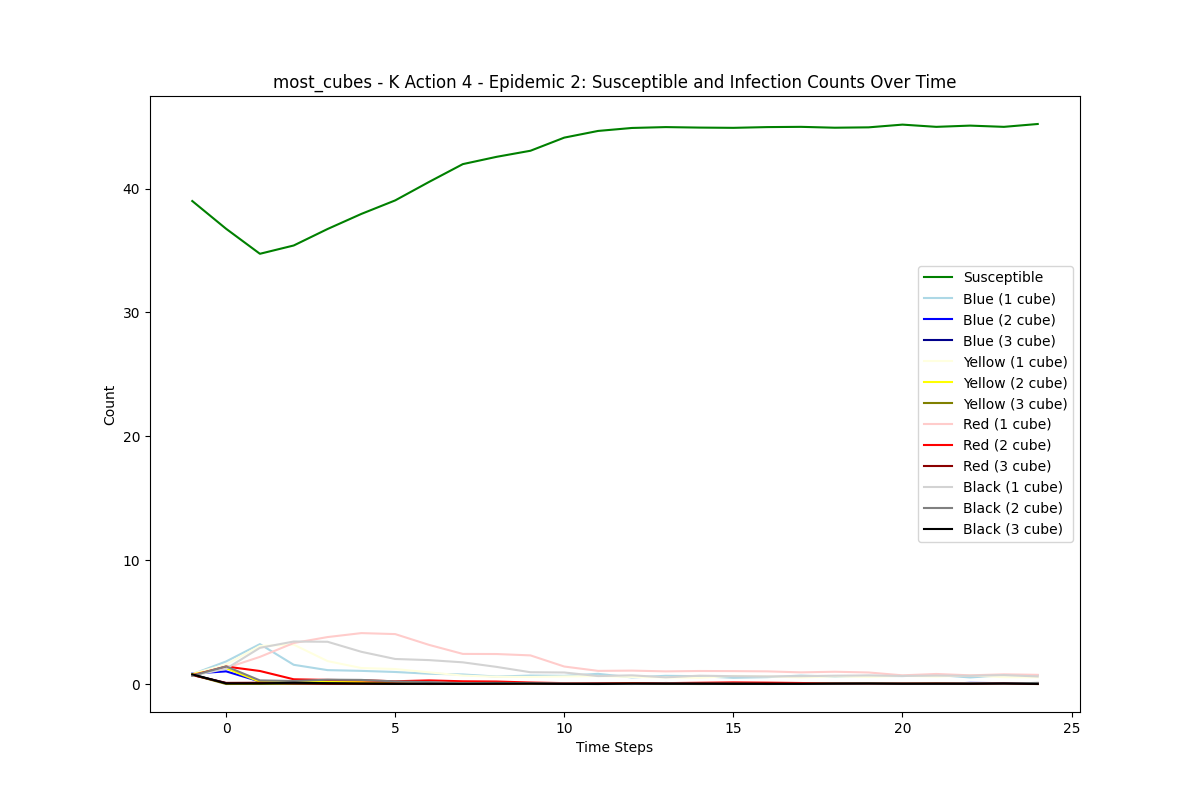 most_cubes - K Action 4 - Epidemic 2: Susceptible and Infection Counts Over Time
Count
40
30
20
10
0
Susceptible
Blue (1 cube)
Blue (2 cube)
Blue (3 cube)
Yellow (1 cube)
Yellow (2 cube)
Yellow (3 cube)
Red (1 cube)
Red (2 cube)
Red (3 cube)
Black (1 cube)
Black (2 cube)
Black (3 cube)
0 5 10 15 20 25
Time Steps